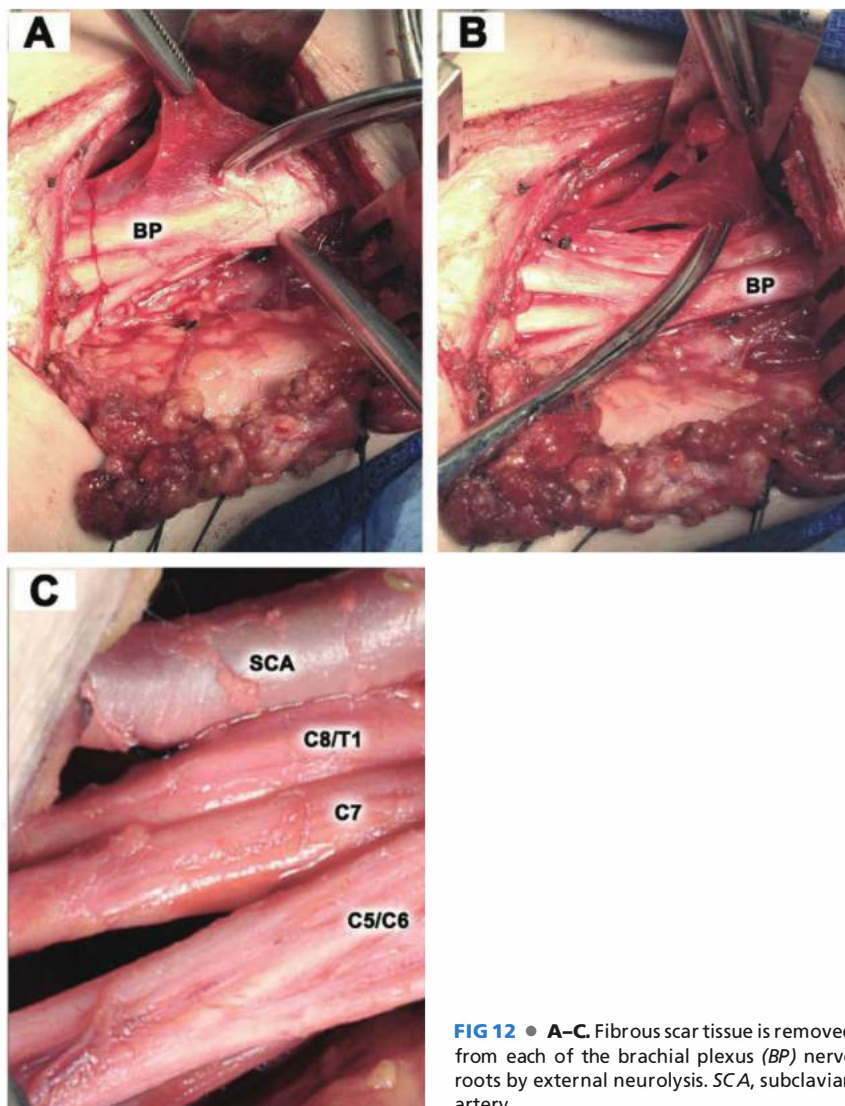 A
BP
B
BP
C
SCA
C8/T1
C7
C5/C6
FIG 12 • A–C. Fibrous scar tissue is removed
from each of the brachial plexus (BP) nerve
roots by external neurolysis. SCA, subclavian
artery.